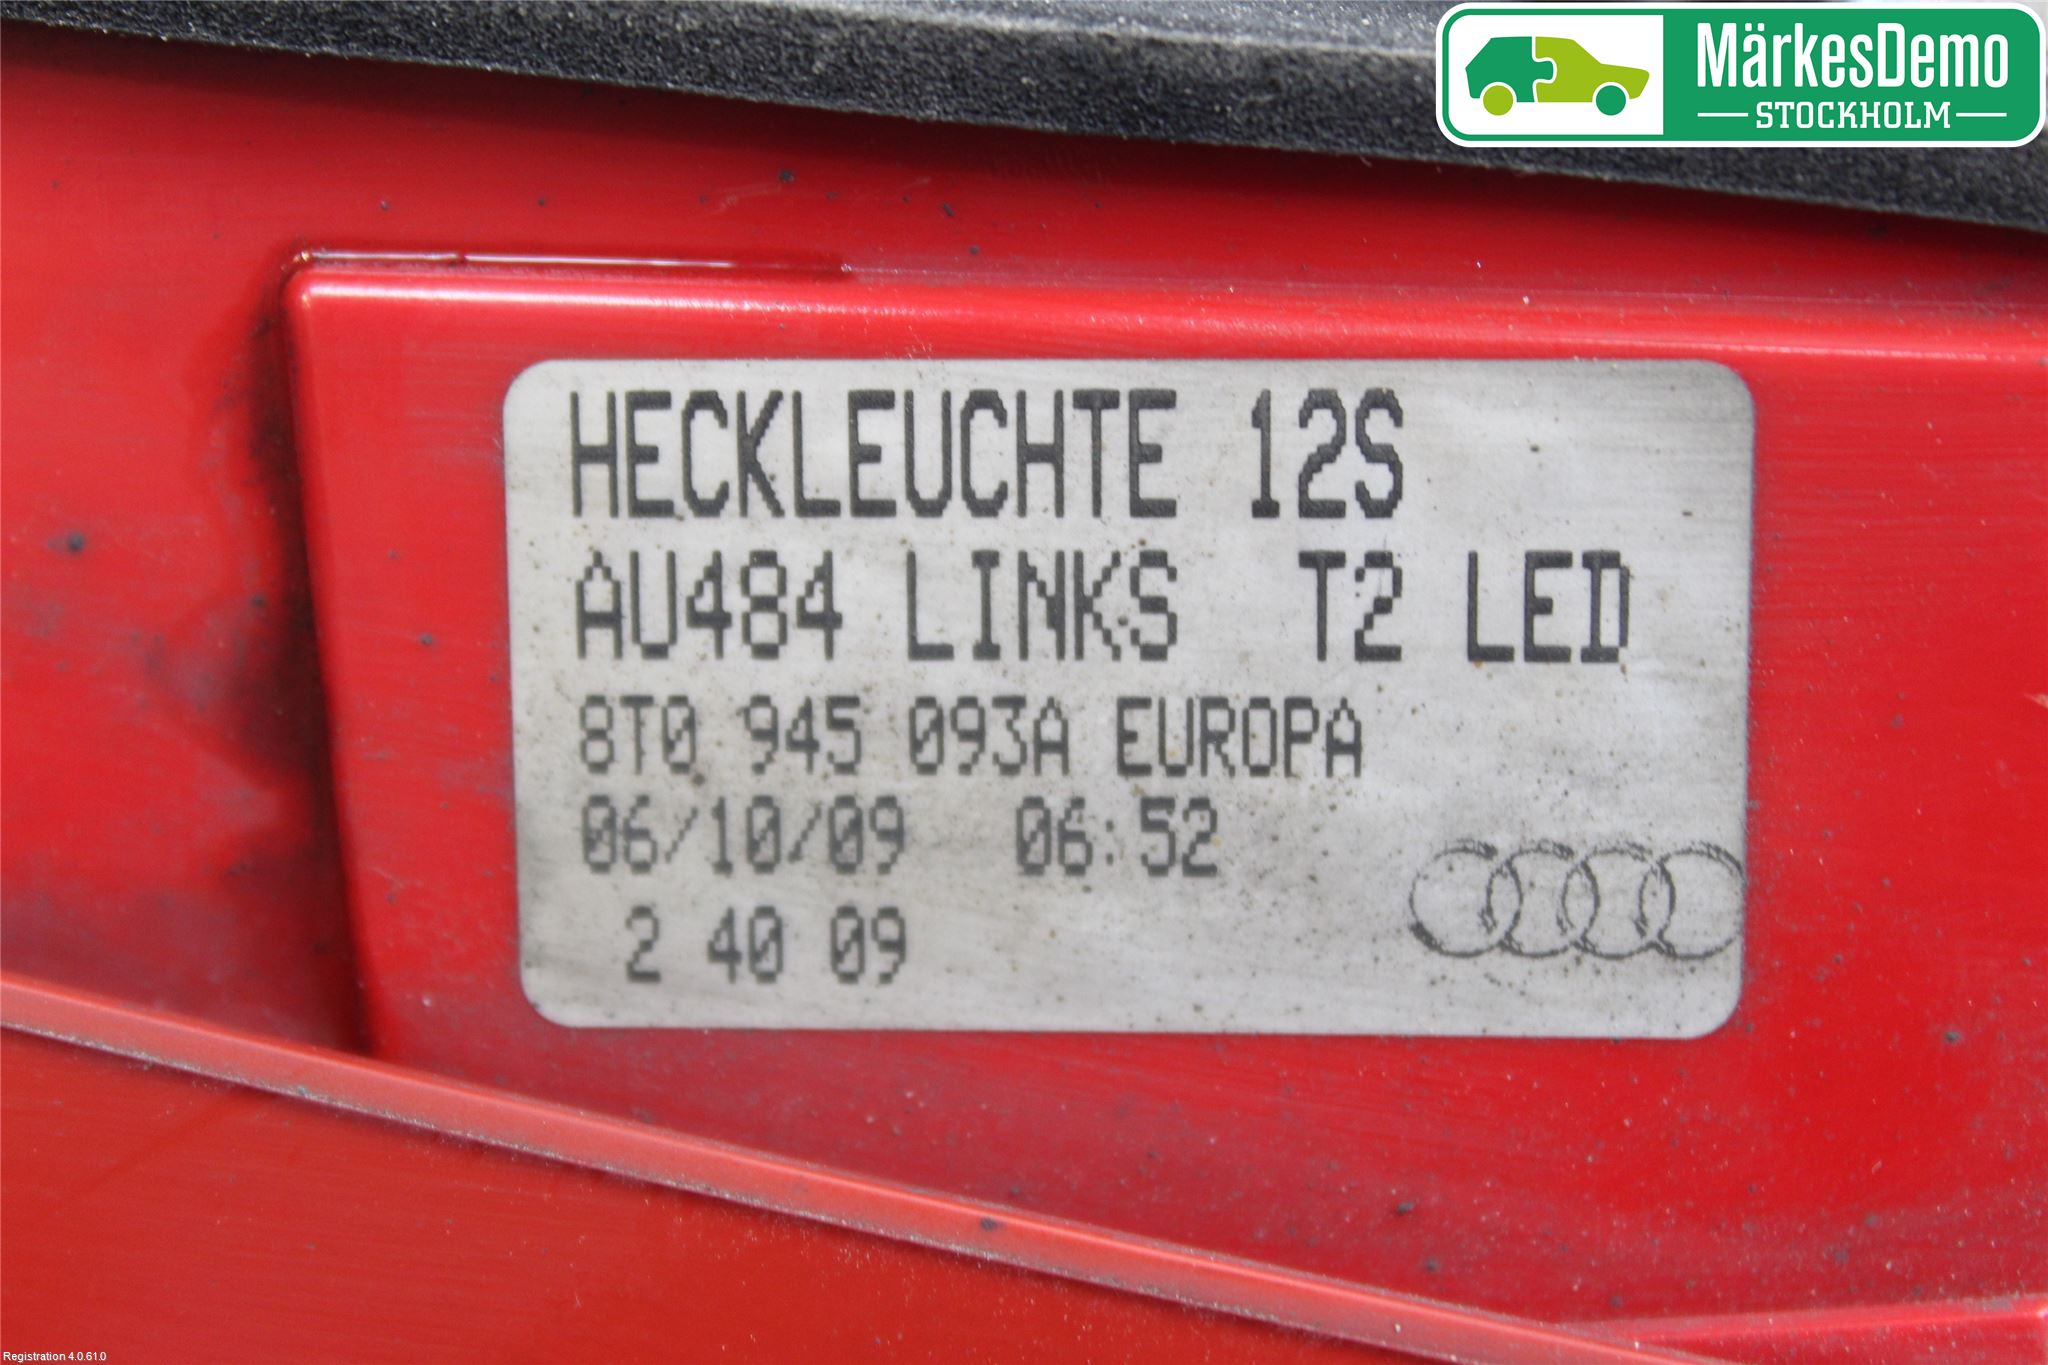 MärkesDemo
STOCKHOLM
HECKLEUCHTE 12S
AU484 LINKS T2 LED
8T0 945 093A EUROPA
06/10/09 06:52
2 40 09
Registration 4.0.61.0